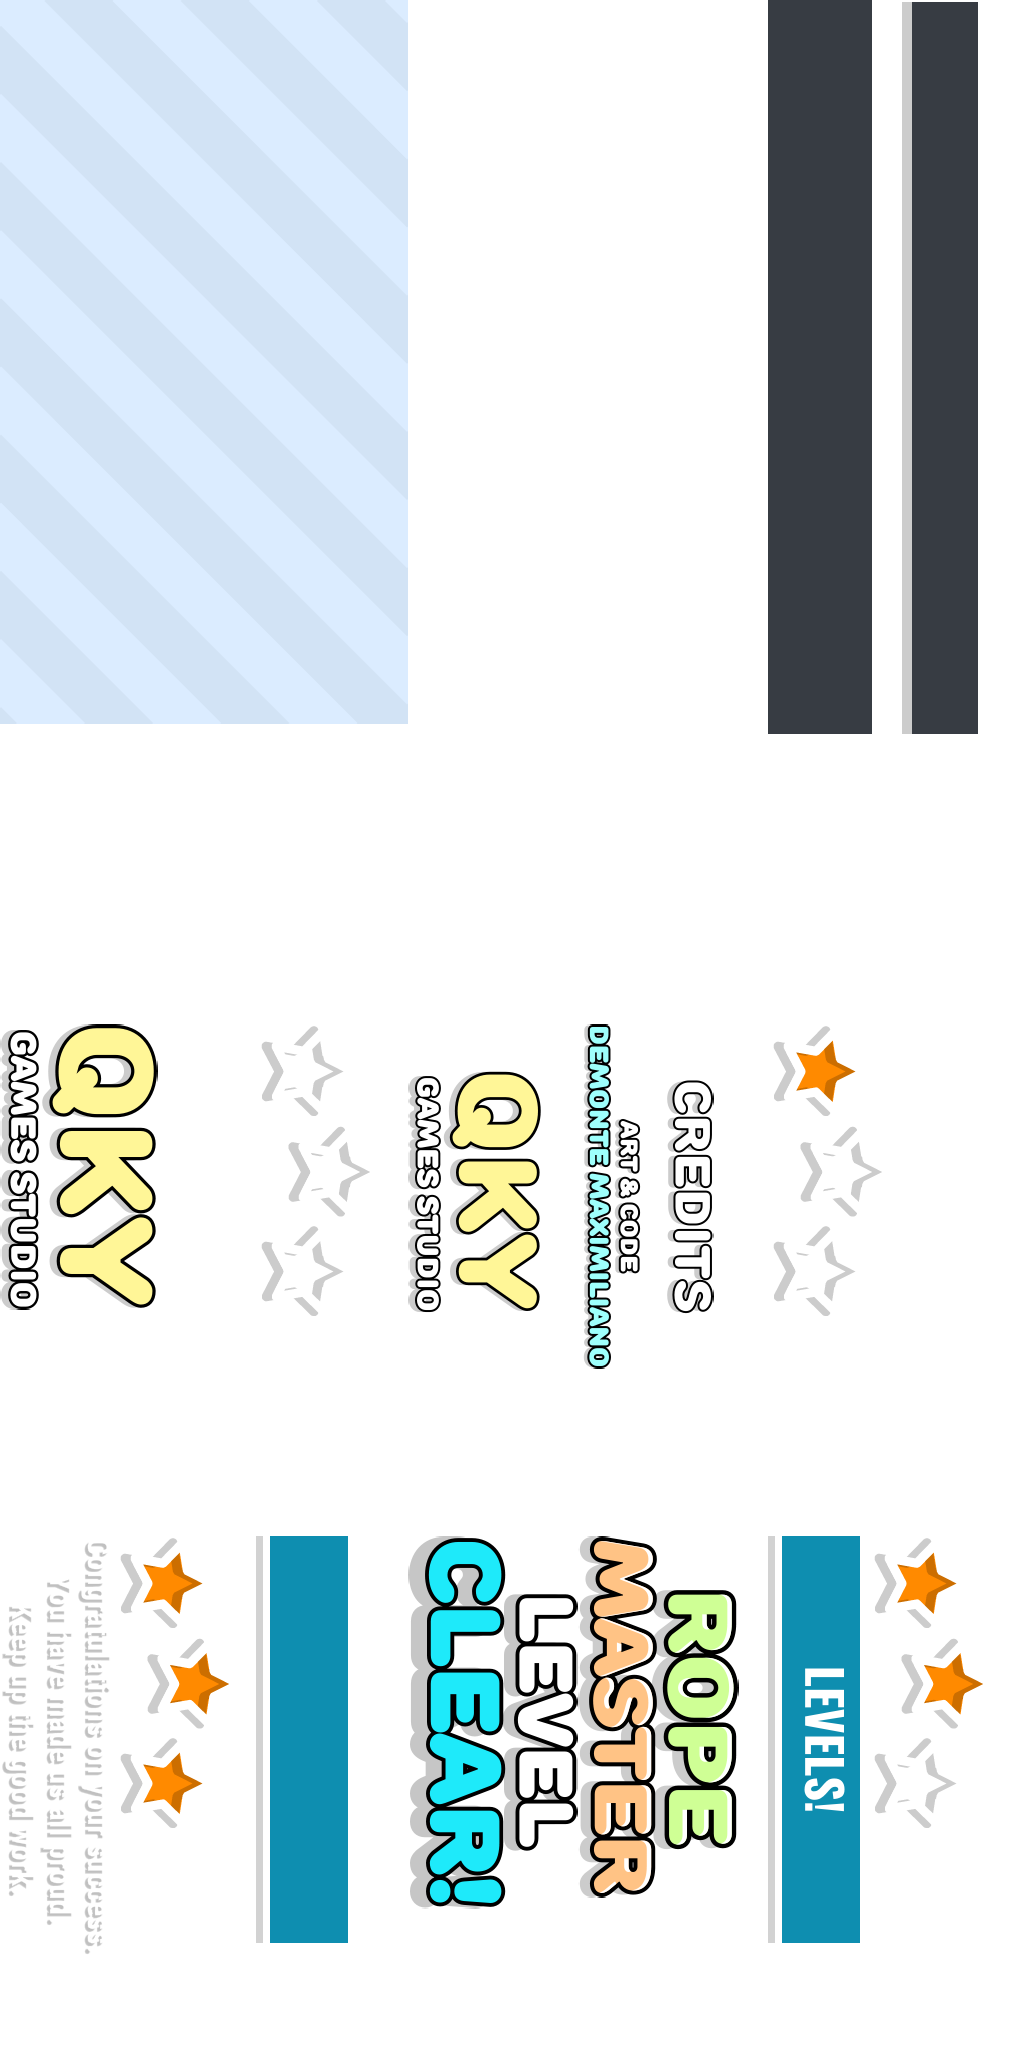 QKY
GAMES STUDIO
CREDITS
ART & CODE
DEMONTE MAXIMILIANO
QKY
GAMES STUDIO
LEVELS!
ROPE
MASTER
LEVEL
CLEAR!
Congratulations on your success.
You have made us all proud.
Keep up the good work.